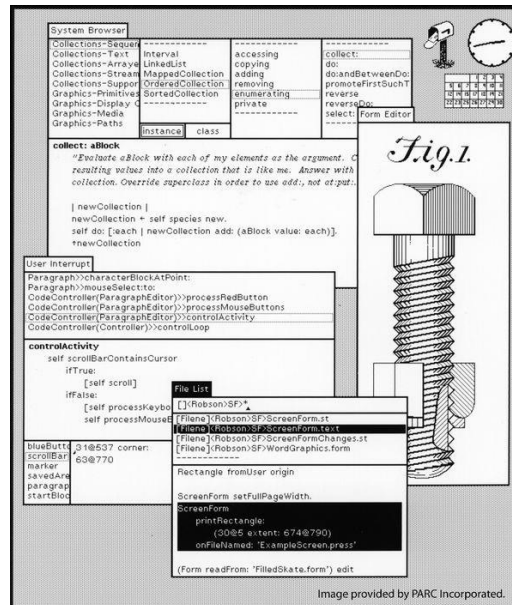 System Browser
Collections-Sequen
Collections-Text
Collections-Arraye
Collections-Stream
Collections-Suppor
Graphics-Primitives
Graphics-Display O
Graphics-Media
Graphics-Paths
------------
Interval
LinkedList
MappedCollection
OrderedCollection
SortedCollection
------------
instance
class
------------
accessing
copying
adding
removing
enumerating
private
------------
------------
collect:
do:
do:andBetweenDo:
promoteFirstSuchT
reverse
reverseDo:
select:
collect: aBlock
"Evaluate aBlock with each of my elements as the argument. C
resulting values into a collection that is like me. Answer with
collection. Override superclass in order to use add:, not at:put:.
| newCollection |
newCollection ← self species new.
self do: [:each | newCollection add: (aBlock value: each)].
↑newCollection
Form Editor
Fig.1.
User Interrupt
Paragraph>>characterBlockAtPoint:
Paragraph>>mouseSelect:to:
CodeController(ParagraphEditor)>>processRedButton
CodeController(ParagraphEditor)>>processMouseButtons
CodeController(ParagraphEditor)>>controlActivity
CodeController(Controller)>>controlLoop
controlActivity
self scrollBarContainsCursor
ifTrue:
[self scroll]
ifFalse:
[self processKeybo
self processMouseB
blueButto
scrollBar
marker
savedAre
paragrap
startBloc
31@537 corner:
63@770
File List
[]<Robson>SF>*
[Filene]<Robson>SF>ScreenForm.st
[Filene]<Robson>SF>ScreenForm.text
[Filene]<Robson>SF>ScreenFormChanges.st
[Filene]<Robson>SF>WordGraphics.form
------------
Rectangle fromUser origin
ScreenForm setFullPageWidth.
ScreenForm
printRectangle:
(30@5 extent: 674@790)
onFileNamed: 'ExampleScreen.press'
(Form readFrom: 'FilledSkate.form') edit
Image provided by PARC Incorporated.